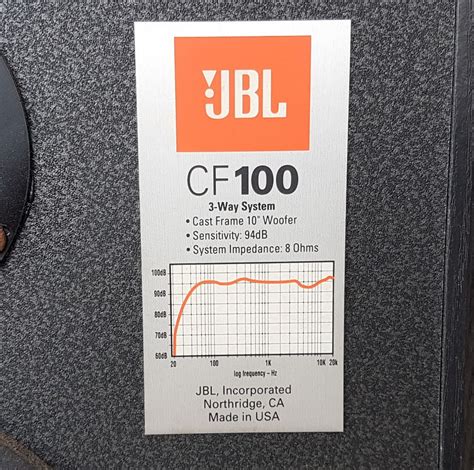 JBL
CF100
3-Way System
• Cast Frame 10" Woofer
• Sensitivity: 94dB
• System Impedance: 8 Ohms
100dB
90dB
80dB
70dB
60dB
20 100 1K 10K 20k
log frequency – Hz
JBL, Incorporated
Northridge, CA
Made in USA